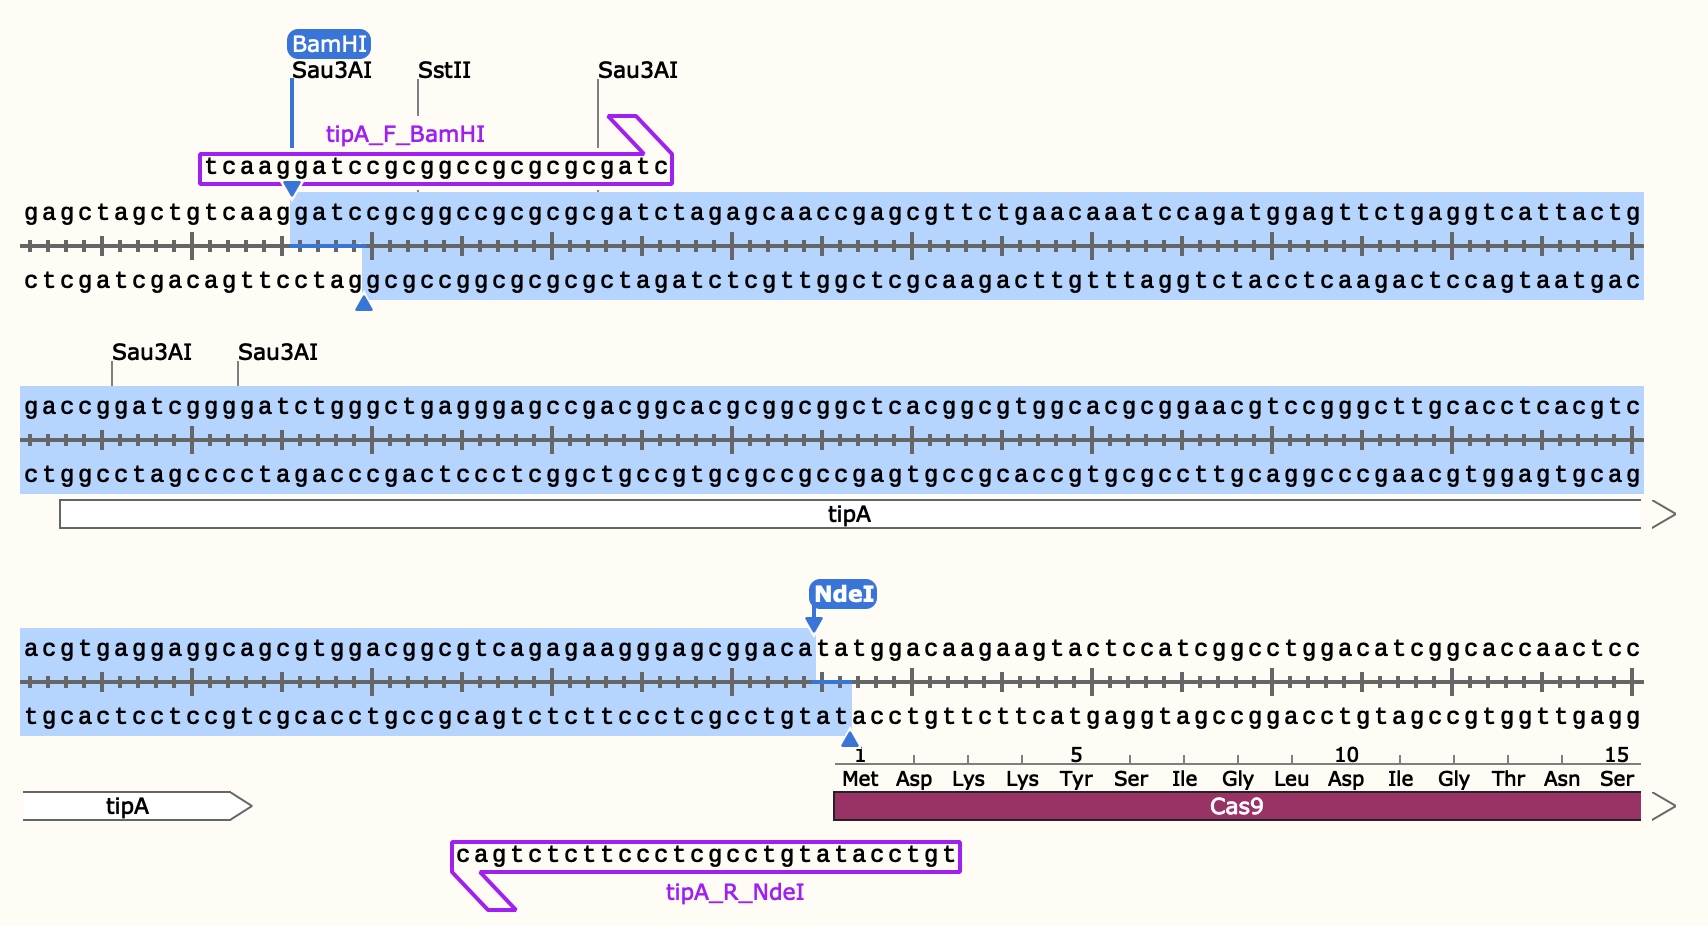 BamHI
Sau3AI SstII Sau3AI
tipA_F_BamHI
tcaaggatccgcggccgcgcgcgatc
gagctagctgtcaaggatccgcggccgcgcgcgatctagagcaaccgagcgttctgaacaaatccagatggagttctgaggtcattactg
ctcgatcgacagttcctaggcgccggcgcgcgctagatctcgttggctcgcaagacttgtttaggtctacctcaagactccagtaatgac
Sau3AI Sau3AI
gaccggatcggggatctgggctgagggagccgacggcacgcggcggctcacggcgtggcacgcggaacgtccgggcttgcacctcacgtc
ctggcctagcccctagacccgactccctcggctgccgtgcgccgccgagtgccgcaccgtgcgccttgcaggcccgaacgtggagtgcag
tipA
NdeI
acgtgaggaggcagcgtggacggcgtcagagaagggagcggacatatggacaagaagtactccatcggcctggacatcggcaccaactcc
tgcactcctccgtcgcacctgccgcagtctcttccctcgcctgtatacctgttcttcatgaggtagccggacctgtagccgtggttgagg
1 5 10 15
Met Asp Lys Lys Tyr Ser Ile Gly Leu Asp Ile Gly Thr Asn Ser
tipA Cas9
cagtctcttccctcgcctgtatacctgt
tipA_R_NdeI